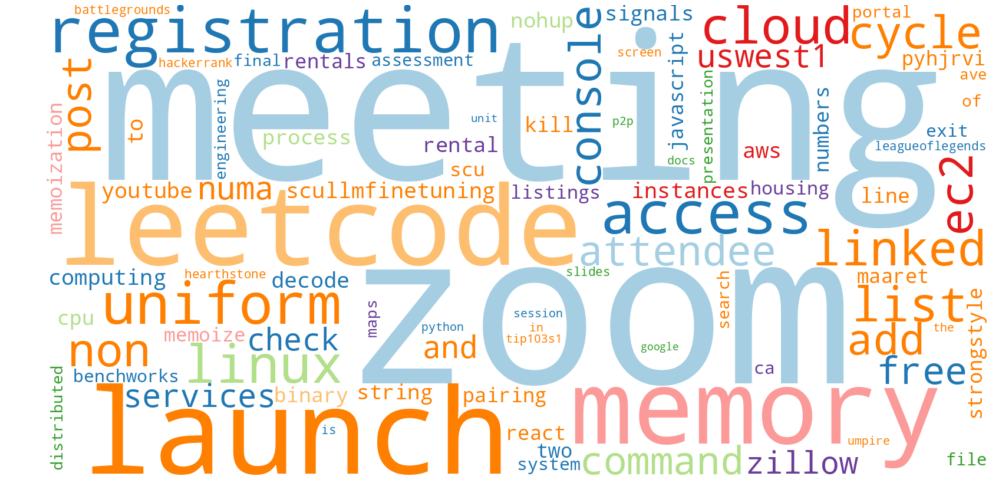 battlegrounds
registration
nohup
signals
cloud
portal
cycle
hackerrank
final
rentals
assessment
console
screen
javascript
uswest1
pyhjrvi
ave
post
meeting
memoization
to
engineering
process
unit
kill
p2p
docs
presentation
aws
numbers
of
exit
leagueoflegends
rental
scu
youtube
numa
scullmfinetuning
listings
instances
housing
line
ec2
leetcode
access
attendee
linked
computing
hearthstone
decode
zoom
slides
search
maaret
uniform
cpu
memoize
check
maps
python
session
in
tip103s1
google
list
add
the
strongstyle
non
linux
and
ca
free
benchworks
distributed
services
binary
string
pairing
launch
is
react
memory
umpire
two
system
command
zillow
file